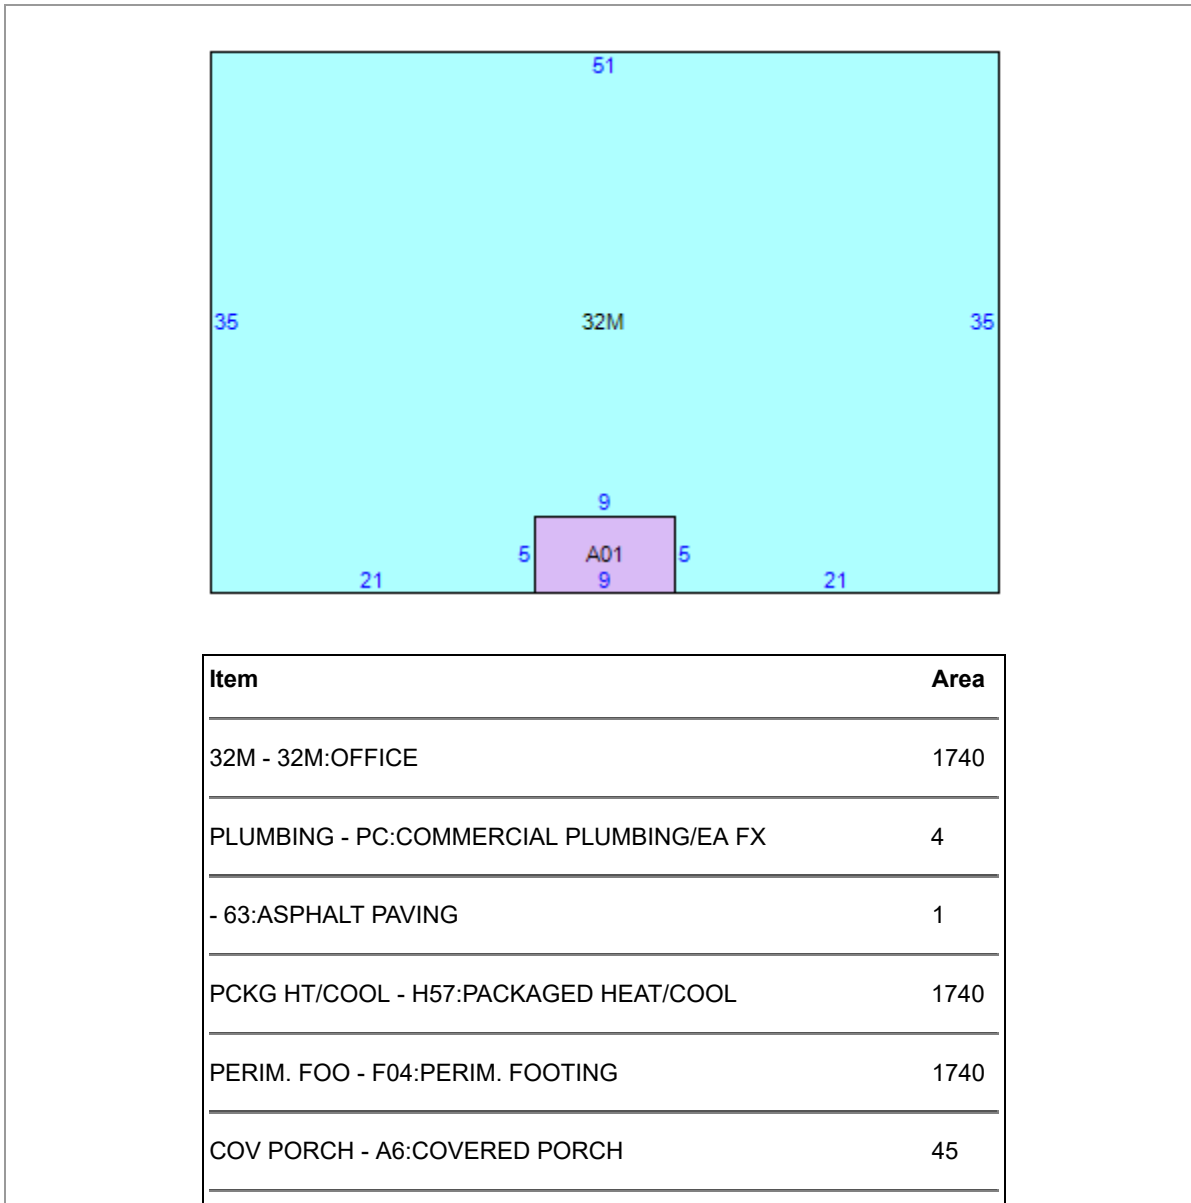 51
35 32M 35
9
5 A01 5
21 9 21
Item Area
32M - 32M:OFFICE 1740
PLUMBING - PC:COMMERCIAL PLUMBING/EA FX 4
- 63:ASPHALT PAVING 1
PCKG HT/COOL - H57:PACKAGED HEAT/COOL 1740
PERIM. FOO - F04:PERIM. FOOTING 1740
COV PORCH - A6:COVERED PORCH 45